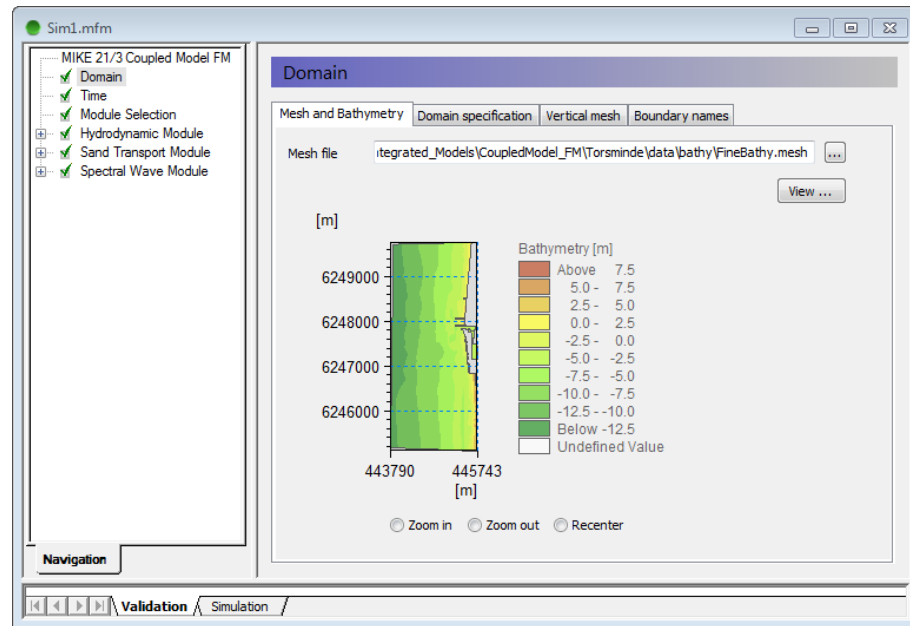 Sim1.mfm
MIKE 21/3 Coupled Model FM
Domain
Time
Module Selection
Hydrodynamic Module
Sand Transport Module
Spectral Wave Module
Navigation
Domain
Mesh and Bathymetry Domain specification Vertical mesh Boundary names
Mesh file ntegrated_Models\CoupledModel_FM\Torsminde\data\bathy\FineBathy.mesh ...
View ...
[m]
6249000
6248000
6247000
6246000
443790 445743
[m]
Bathymetry [m]
Above 7.5
5.0 - 7.5
2.5 - 5.0
0.0 - 2.5
-2.5 - 0.0
-5.0 - -2.5
-7.5 - -5.0
-10.0 - -7.5
-12.5 - -10.0
Below -12.5
Undefined Value
Zoom in Zoom out Recenter
Validation Simulation